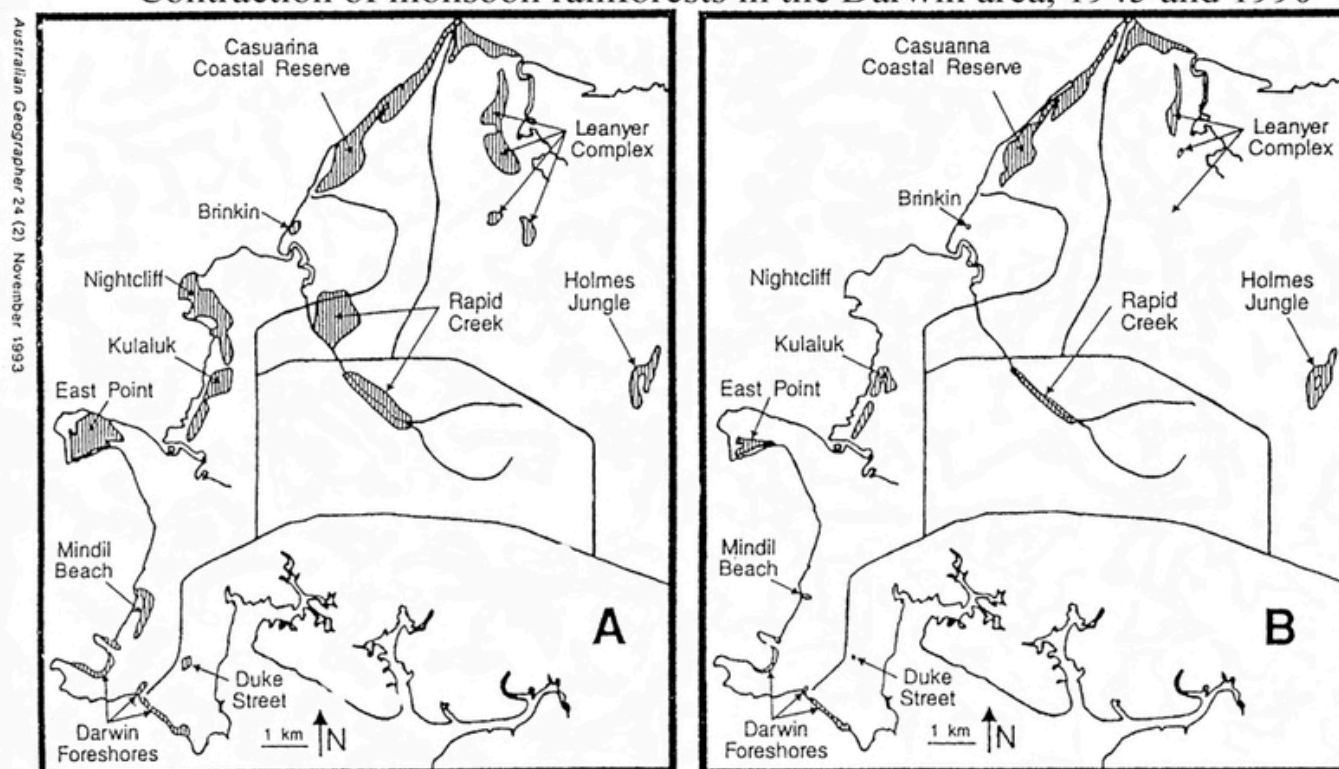 Contraction of monsoon rainforests in the Darwin area, 1945 and 1990
Australian Geographer 24 (2) November 1993
Casuarina
Coastal Reserve
Leanyer
Complex
Brinkin
Nightcliff
Holmes
Jungle
Rapid
Creek
Kulaluk
East Point
Mindil
Beach
A
Duke
Street
Darwin
Foreshores
1 km
N
Casuarina
Coastal Reserve
Leanyer
Complex
Brinkin
Nightcliff
Holmes
Jungle
Rapid
Creek
Kulaluk
East Point
Mindil
Beach
B
Duke
Street
Darwin
Foreshores
1 km
N